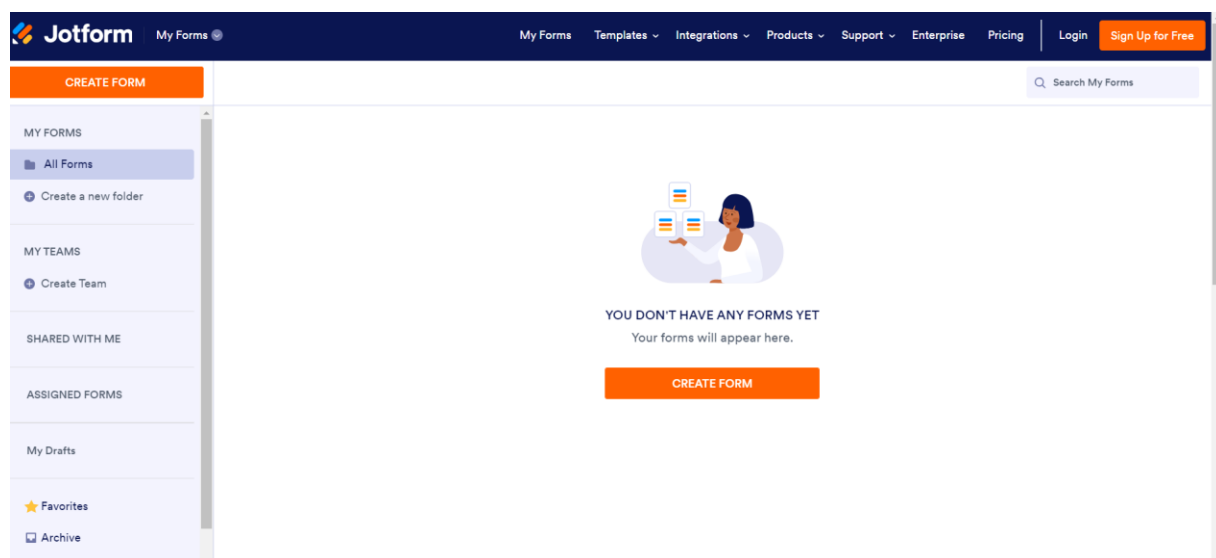 Jotform
My Forms
My Forms Templates Integrations Products Support Enterprise Pricing Login Sign Up for Free
CREATE FORM
Search My Forms
MY FORMS
All Forms
Create a new folder
MY TEAMS
Create Team
SHARED WITH ME
ASSIGNED FORMS
My Drafts
Favorites
Archive
YOU DON'T HAVE ANY FORMS YET
Your forms will appear here.
CREATE FORM